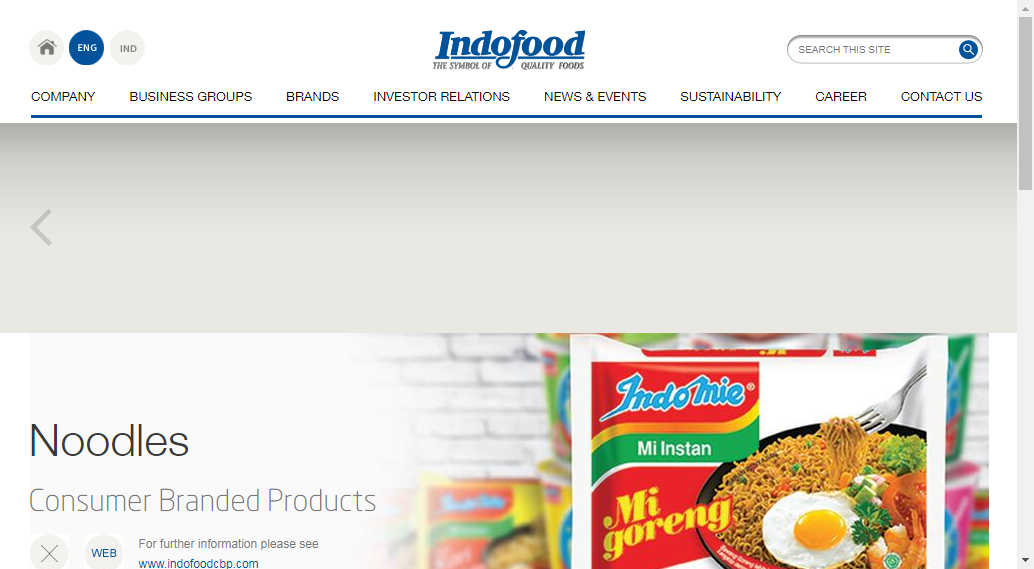 ENG
IND
Indofood
THE SYMBOL OF QUALITY FOODS
SEARCH THIS SITE
COMPANY
BUSINESS GROUPS
BRANDS
INVESTOR RELATIONS
NEWS & EVENTS
SUSTAINABILITY
CAREER
CONTACT US
Noodles
Consumer Branded Products
WEB
For further information please see
www.indofoodcbp.com
Indomie®
Mi Instan
Mi
goreng